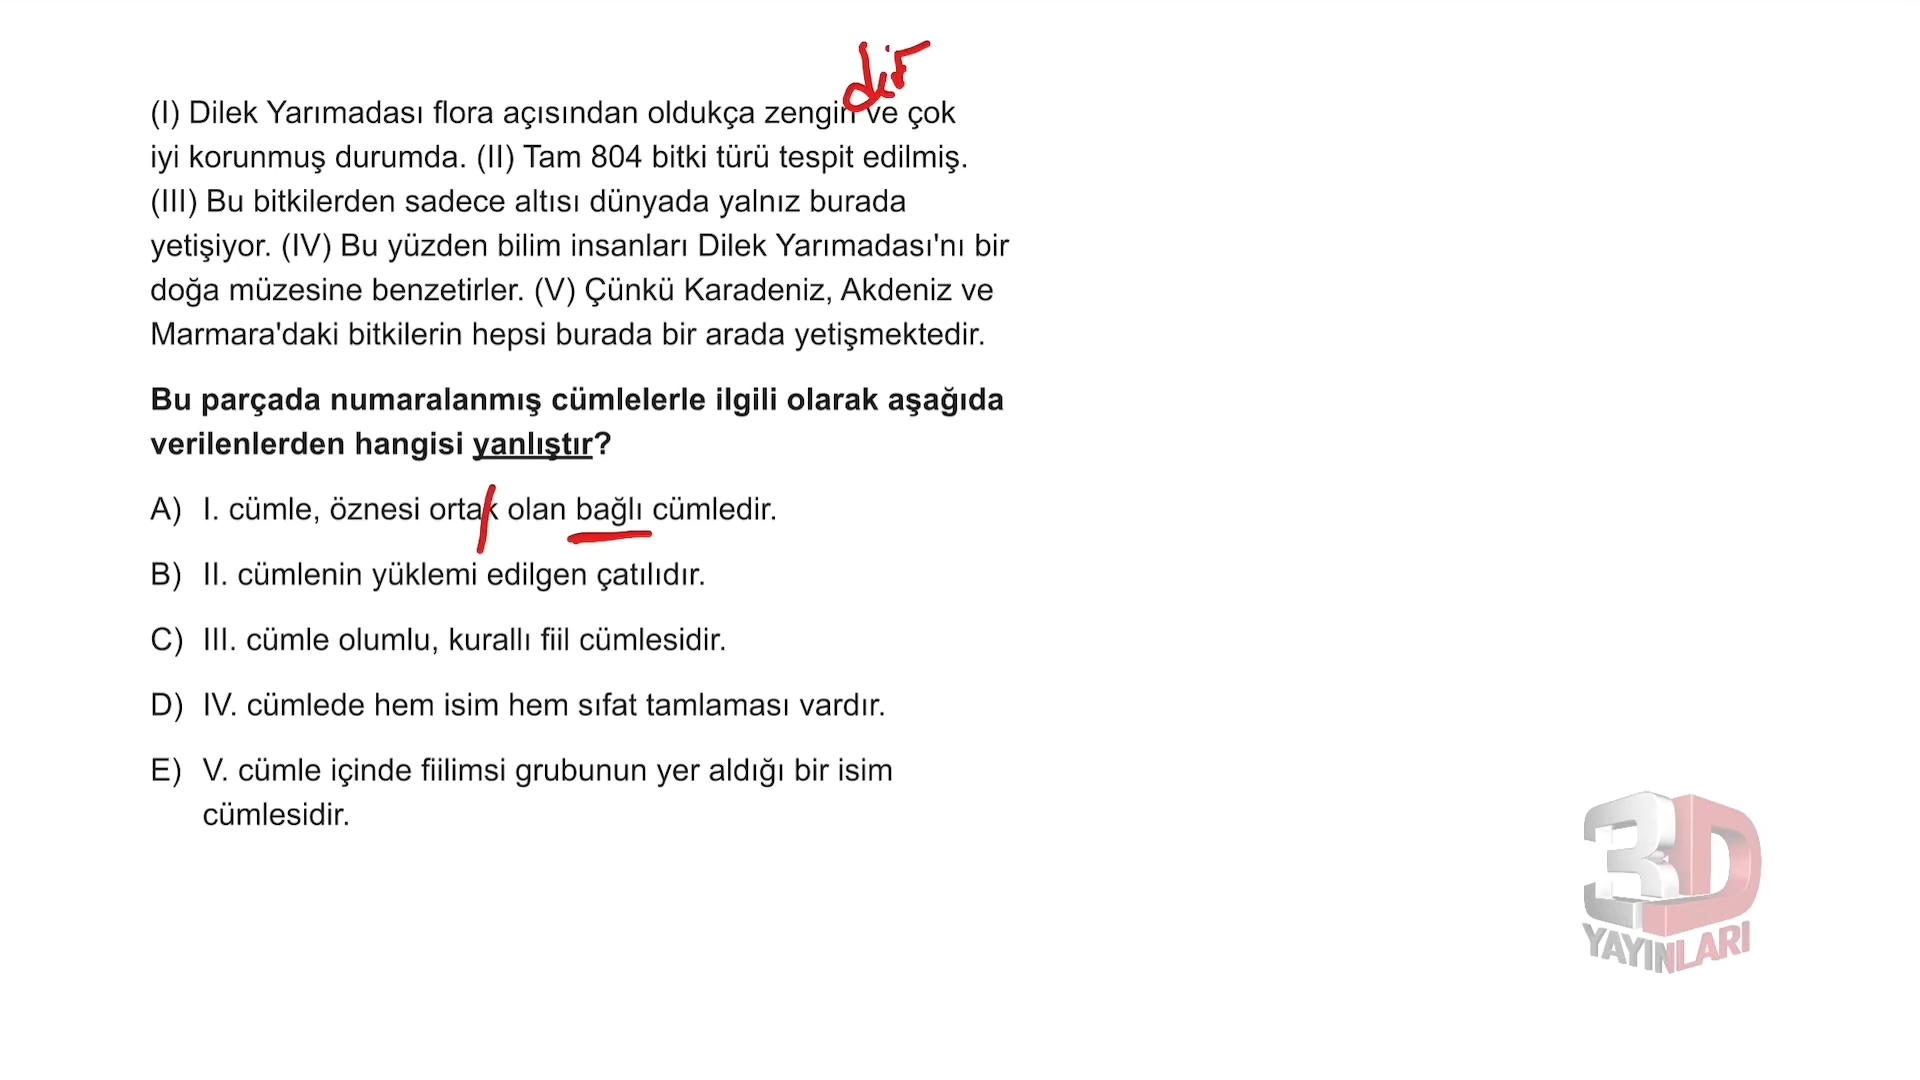 dir
(I) Dilek Yarımadası flora açısından oldukça zengin ve çok
iyi korunmuş durumda. (II) Tam 804 bitki türü tespit edilmiş.
(III) Bu bitkilerden sadece altısı dünyada yalnız burada
yetişiyor. (IV) Bu yüzden bilim insanları Dilek Yarımadası'nı bir
doğa müzesine benzetirler. (V) Çünkü Karadeniz, Akdeniz ve
Marmara'daki bitkilerin hepsi burada bir arada yetişmektedir.
Bu parçada numaralanmış cümlelerle ilgili olarak aşağıda
verilenlerden hangisi yanlıştır?
A) I. cümle, öznesi ortak olan bağlı cümledir.
B) II. cümlenin yüklemi edilgen çatılıdır.
C) III. cümle olumlu, kurallı fiil cümlesidir.
D) IV. cümlede hem isim hem sıfat tamlaması vardır.
E) V. cümle içinde fiilimsi grubunun yer aldığı bir isim
cümlesidir.
3D
YAYINLARI